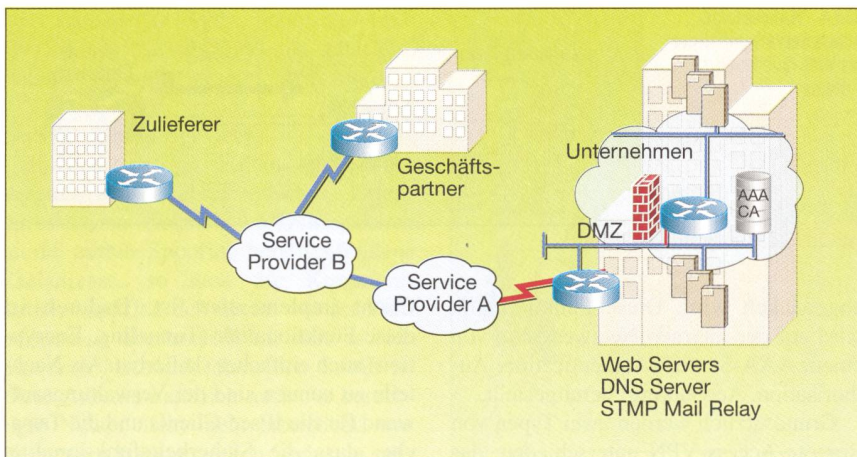 Zulieferer
Geschäfts-
partner
Unternehmen
AAA
CA
DMZ
Service
Provider B
Service
Provider A
Web Servers
DNS Server
STMP Mail Relay